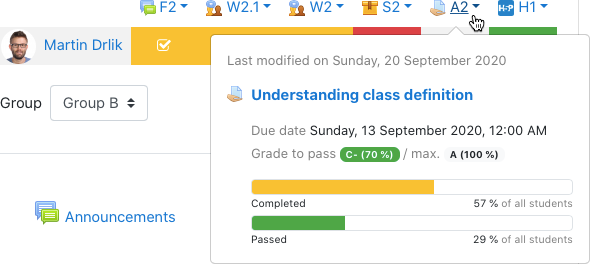 F2 W2.1 W2 S2 A2 H-P H1
Martin Drlik
Last modified on Sunday, 20 September 2020
Understanding class definition
Group Group B
Due date Sunday, 13 September 2020, 12:00 AM
Grade to pass C- (70 %) / max. A (100 %)
Completed 57 % of all students
Announcements
Passed 29 % of all students